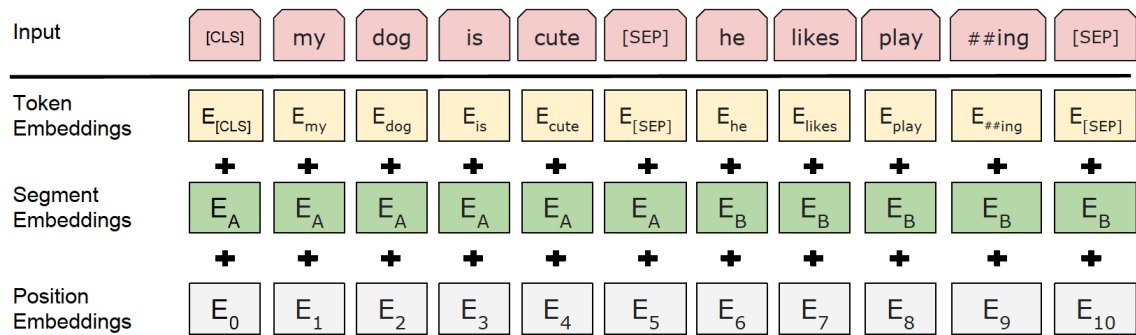 Input [CLS] my dog is cute [SEP] he likes play ##ing [SEP]
Token Embeddings E[CLS] Emy Edog Eis Ecute E[SEP] Ehe Elikes Eplay E##ing E[SEP]
+ + + + + + + + + + +
Segment Embeddings EA EA EA EA EA EA EB EB EB EB EB
+ + + + + + + + + + +
Position Embeddings E0 E1 E2 E3 E4 E5 E6 E7 E8 E9 E10